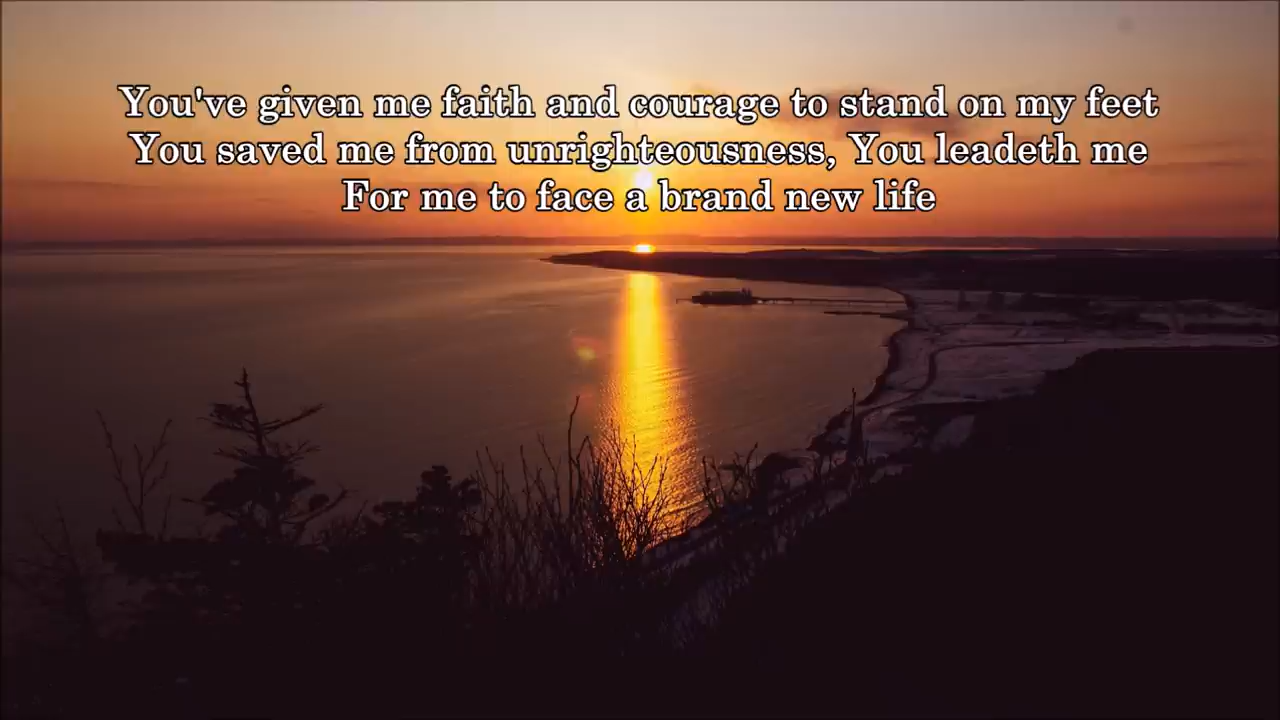 You've given me faith and courage to stand on my feet
You saved me from unrighteousness, You leadeth me
For me to face a brand new life